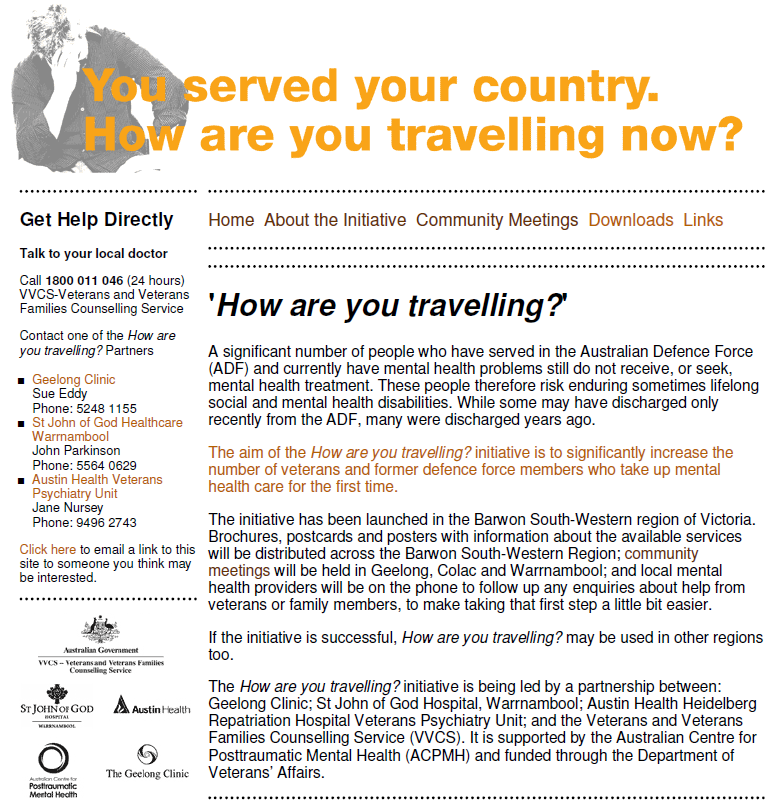 You served your country.
How are you travelling now?
Get Help Directly
Talk to your local doctor
Call 1800 011 046 (24 hours)
VVCS-Veterans and Veterans
Families Counselling Service
Contact one of the How are
you travelling? Partners
Geelong Clinic
Sue Eddy
Phone: 5248 1155
St John of God Healthcare
Warrnambool
John Parkinson
Phone: 5564 0629
Austin Health Veterans
Psychiatry Unit
Jane Nursey
Phone: 9496 2743
Click here to email a link to this
site to someone you think may
be interested.
Australian Government
VVCS – Veterans and Veterans Families
Counselling Service
ST JOHN OF GOD
HOSPITAL
WARRNAMBOOL
Austin Health
Australian Centre for
Posttraumatic
Mental Health
The Geelong Clinic
Home About the Initiative Community Meetings Downloads Links
'How are you travelling?'
A significant number of people who have served in the Australian Defence Force
(ADF) and currently have mental health problems still do not receive, or seek,
mental health treatment. These people therefore risk enduring sometimes lifelong
social and mental health disabilities. While some may have discharged only
recently from the ADF, many were discharged years ago.
The aim of the How are you travelling? initiative is to significantly increase the
number of veterans and former defence force members who take up mental
health care for the first time.
The initiative has been launched in the Barwon South-Western region of Victoria.
Brochures, postcards and posters with information about the available services
will be distributed across the Barwon South-Western Region; community
meetings will be held in Geelong, Colac and Warrnambool; and local mental
health providers will be on the phone to follow up any enquiries about help from
veterans or family members, to make taking that first step a little bit easier.
If the initiative is successful, How are you travelling? may be used in other regions
too.
The How are you travelling? initiative is being led by a partnership between:
Geelong Clinic; St John of God Hospital, Warrnambool; Austin Health Heidelberg
Repatriation Hospital Veterans Psychiatry Unit; and the Veterans and Veterans
Families Counselling Service (VVCS). It is supported by the Australian Centre for
Posttraumatic Mental Health (ACPMH) and funded through the Department of
Veterans' Affairs.